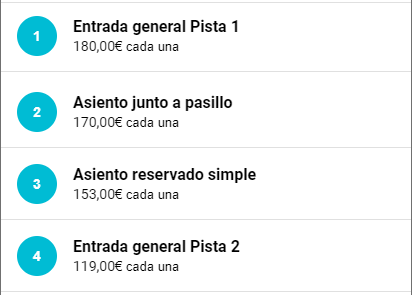 1
Entrada general Pista 1
180,00€ cada una
2
Asiento junto a pasillo
170,00€ cada una
3
Asiento reservado simple
153,00€ cada una
4
Entrada general Pista 2
119,00€ cada una